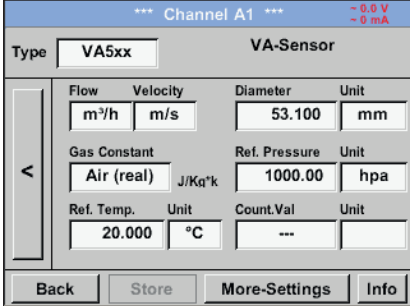 *** Channel A1 ***
~ 0.0 V
~ 0 mA
Type VA5xx VA-Sensor
Flow Velocity Diameter Unit
m³/h m/s 53.100 mm
Gas Constant Ref. Pressure Unit
< Air (real) J/Kg*k 1000.00 hpa
Ref. Temp. Unit Count.Val Unit
20.000 °C ---
Back Store More-Settings Info